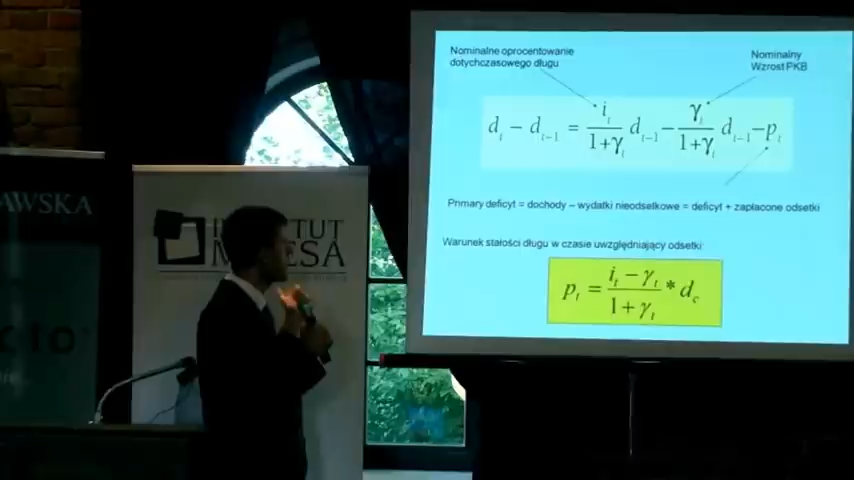 Nominalne oprocentowanie
dotychczasowego długu
Nominalny
Wzrost PKB
d_t − d_{t−1} = i_t / (1+γ_t) d_{t−1} − γ_t / (1+γ_t) d_{t−1} − p_t
Primary deficyt = dochody – wydatki nieodsetkowe = deficyt + zapłacone odsetki
Warunek stałości długu w czasie uwzględniający odsetki:
p_t = (i_t − γ_t) / (1 + γ_t) * d_c
AWSKA